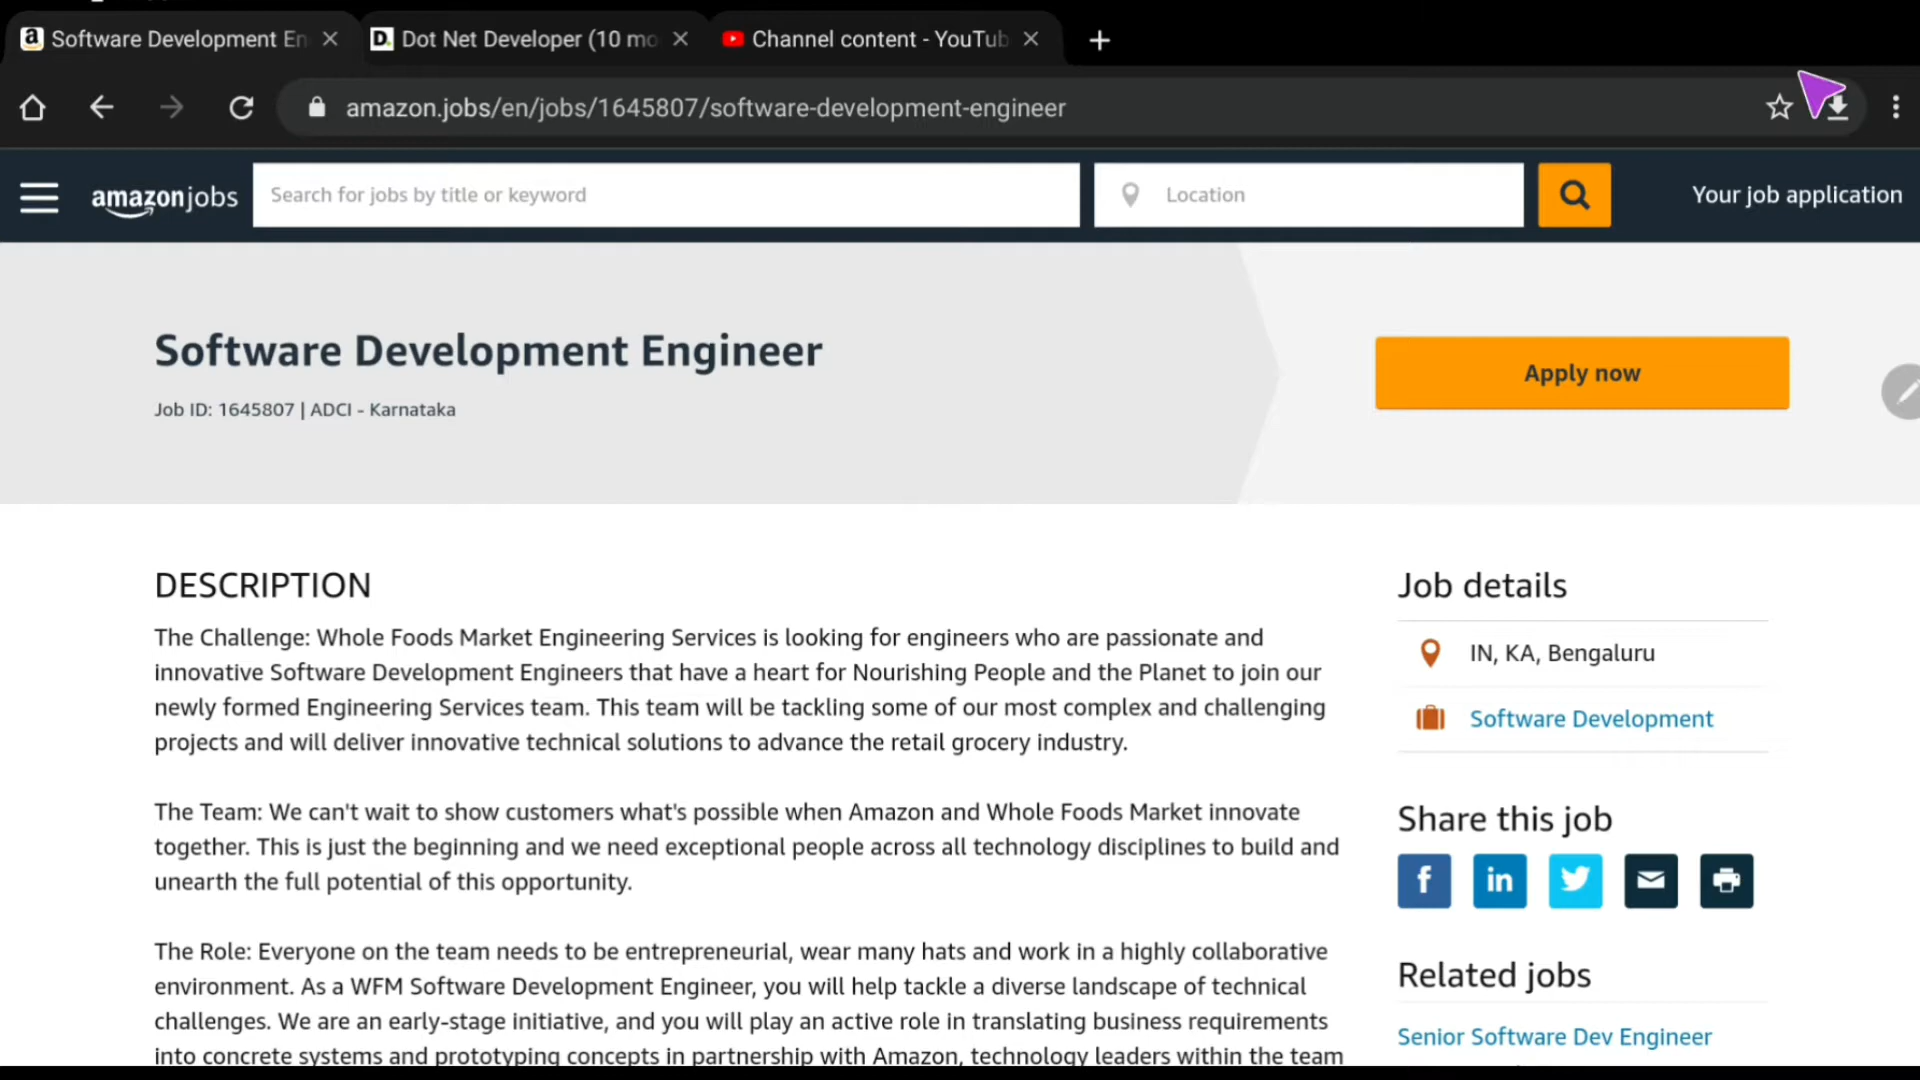 Software Development En
Dot Net Developer (10 mo
Channel content - YouTub
amazon.jobs/en/jobs/1645807/software-development-engineer
amazonjobs
Search for jobs by title or keyword
Location
Your job application
Software Development Engineer
Job ID: 1645807 | ADCI - Karnataka
Apply now
DESCRIPTION
The Challenge: Whole Foods Market Engineering Services is looking for engineers who are passionate and
innovative Software Development Engineers that have a heart for Nourishing People and the Planet to join our
newly formed Engineering Services team. This team will be tackling some of our most complex and challenging
projects and will deliver innovative technical solutions to advance the retail grocery industry.
The Team: We can't wait to show customers what's possible when Amazon and Whole Foods Market innovate
together. This is just the beginning and we need exceptional people across all technology disciplines to build and
unearth the full potential of this opportunity.
The Role: Everyone on the team needs to be entrepreneurial, wear many hats and work in a highly collaborative
environment. As a WFM Software Development Engineer, you will help tackle a diverse landscape of technical
challenges. We are an early-stage initiative, and you will play an active role in translating business requirements
into concrete systems and prototyping concepts in partnership with Amazon, technology leaders within the team
Job details
IN, KA, Bengaluru
Software Development
Share this job
Related jobs
Senior Software Dev Engineer